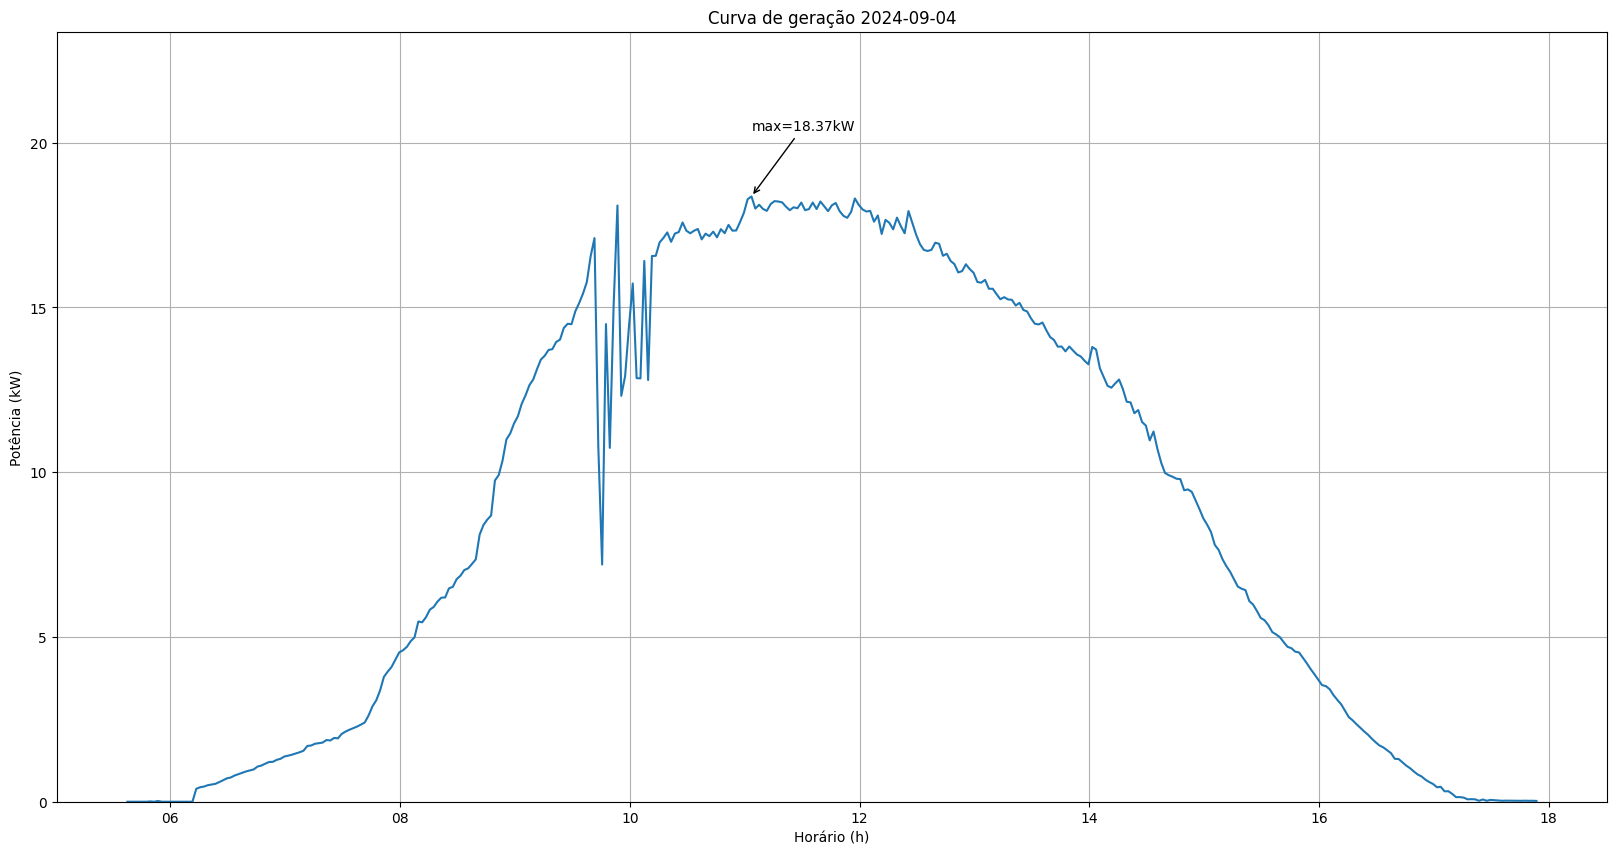 Curva de geração 2024-09-04
max=18.37kW
20
15
10
5
0
Potência (kW)
06 08 10 12 14 16 18
Horário (h)